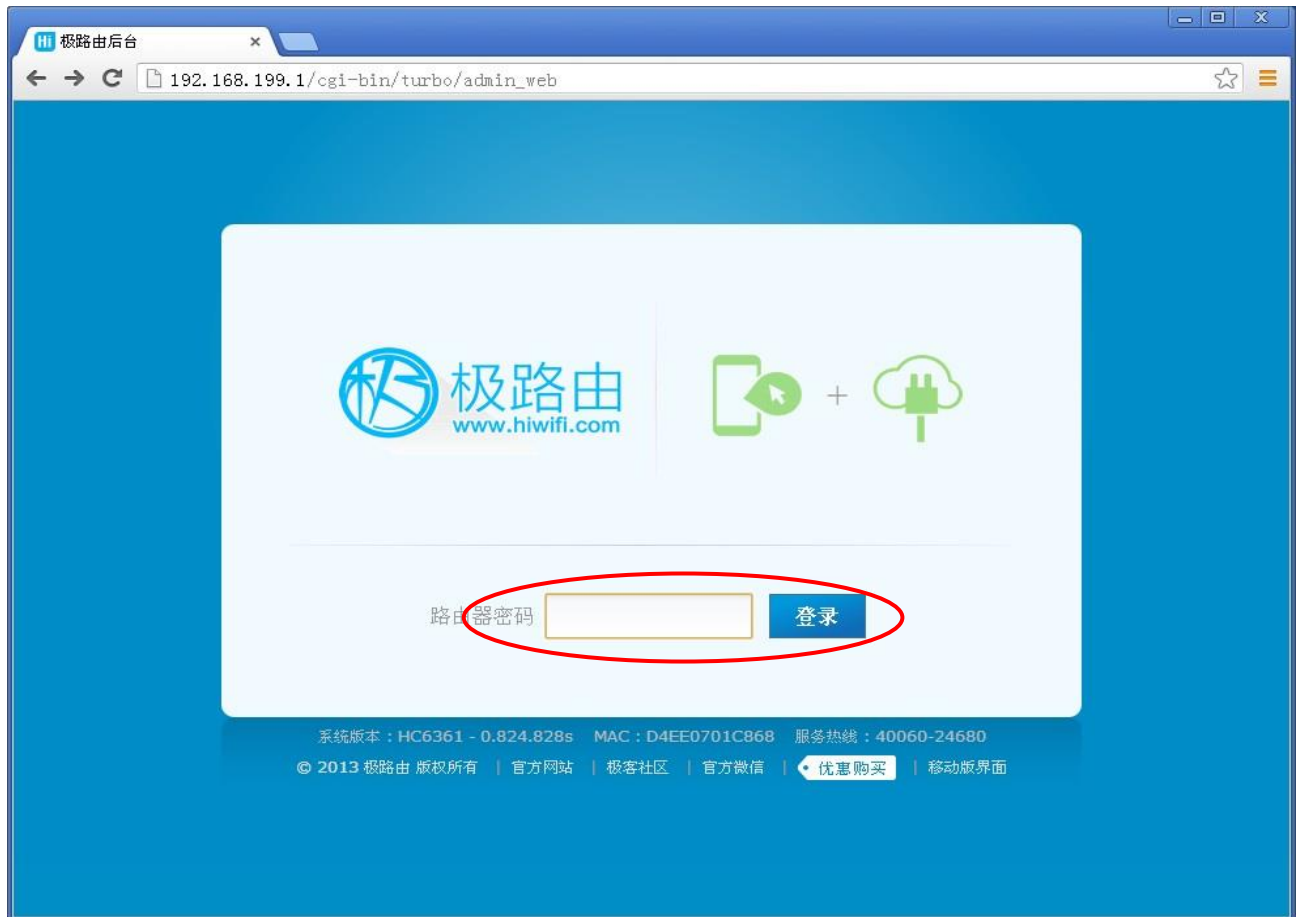 Hi 极路由后台
192.168.199.1/cgi-bin/turbo/admin_web
极 极路由
www.hiwifi.com
+
路由器密码 登录
系统版本：HC6361 - 0.824.828s MAC：D4EE0701C868 服务热线：40060-24680
© 2013 极路由 版权所有 | 官方网站 | 极客社区 | 官方微信 | 优惠购买 | 移动版界面